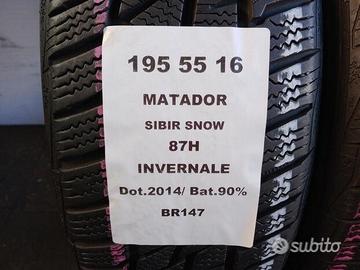 195 55 16
MATADOR
SIBIR SNOW
87H
INVERNALE
Dot.2014/ Bat.90%
BR147
subito